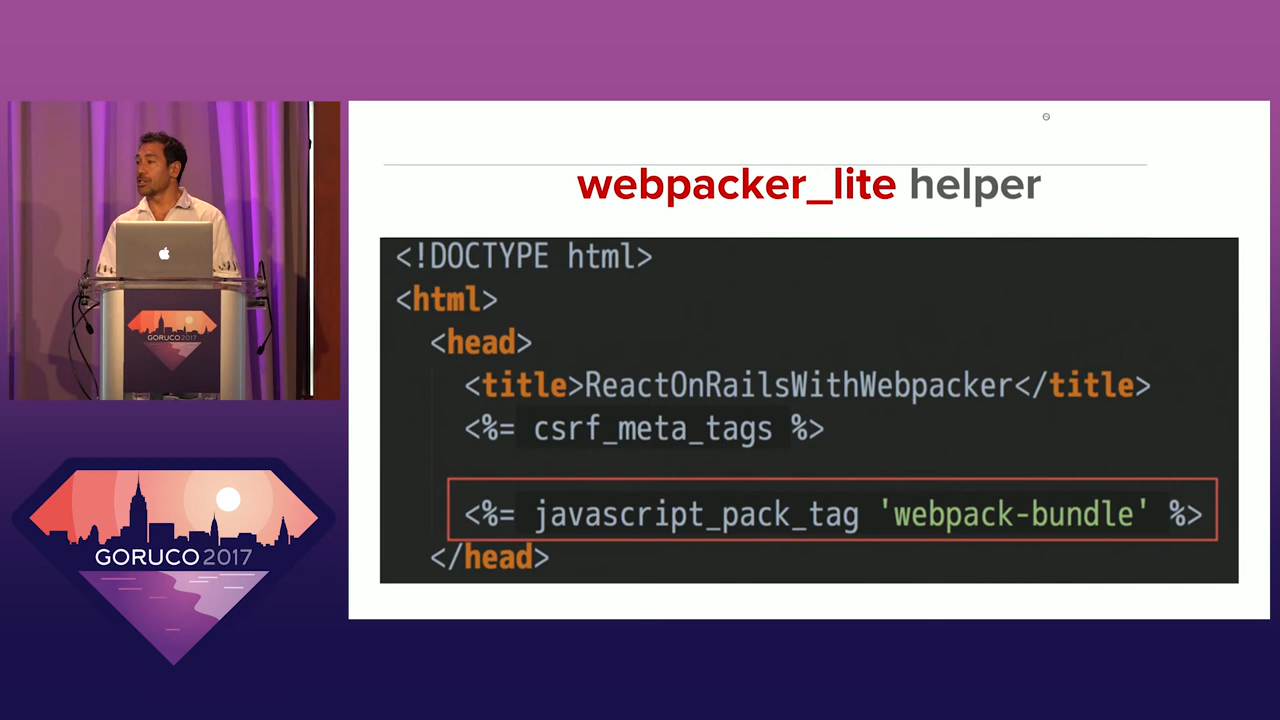 webpacker_lite helper
<!DOCTYPE html>
<html>
<head>
<title>ReactOnRailsWithWebpacker</title>
<%= csrf_meta_tags %>
<%= javascript_pack_tag 'webpack-bundle' %>
</head>
GORUCO 2017
GORUCO 2017